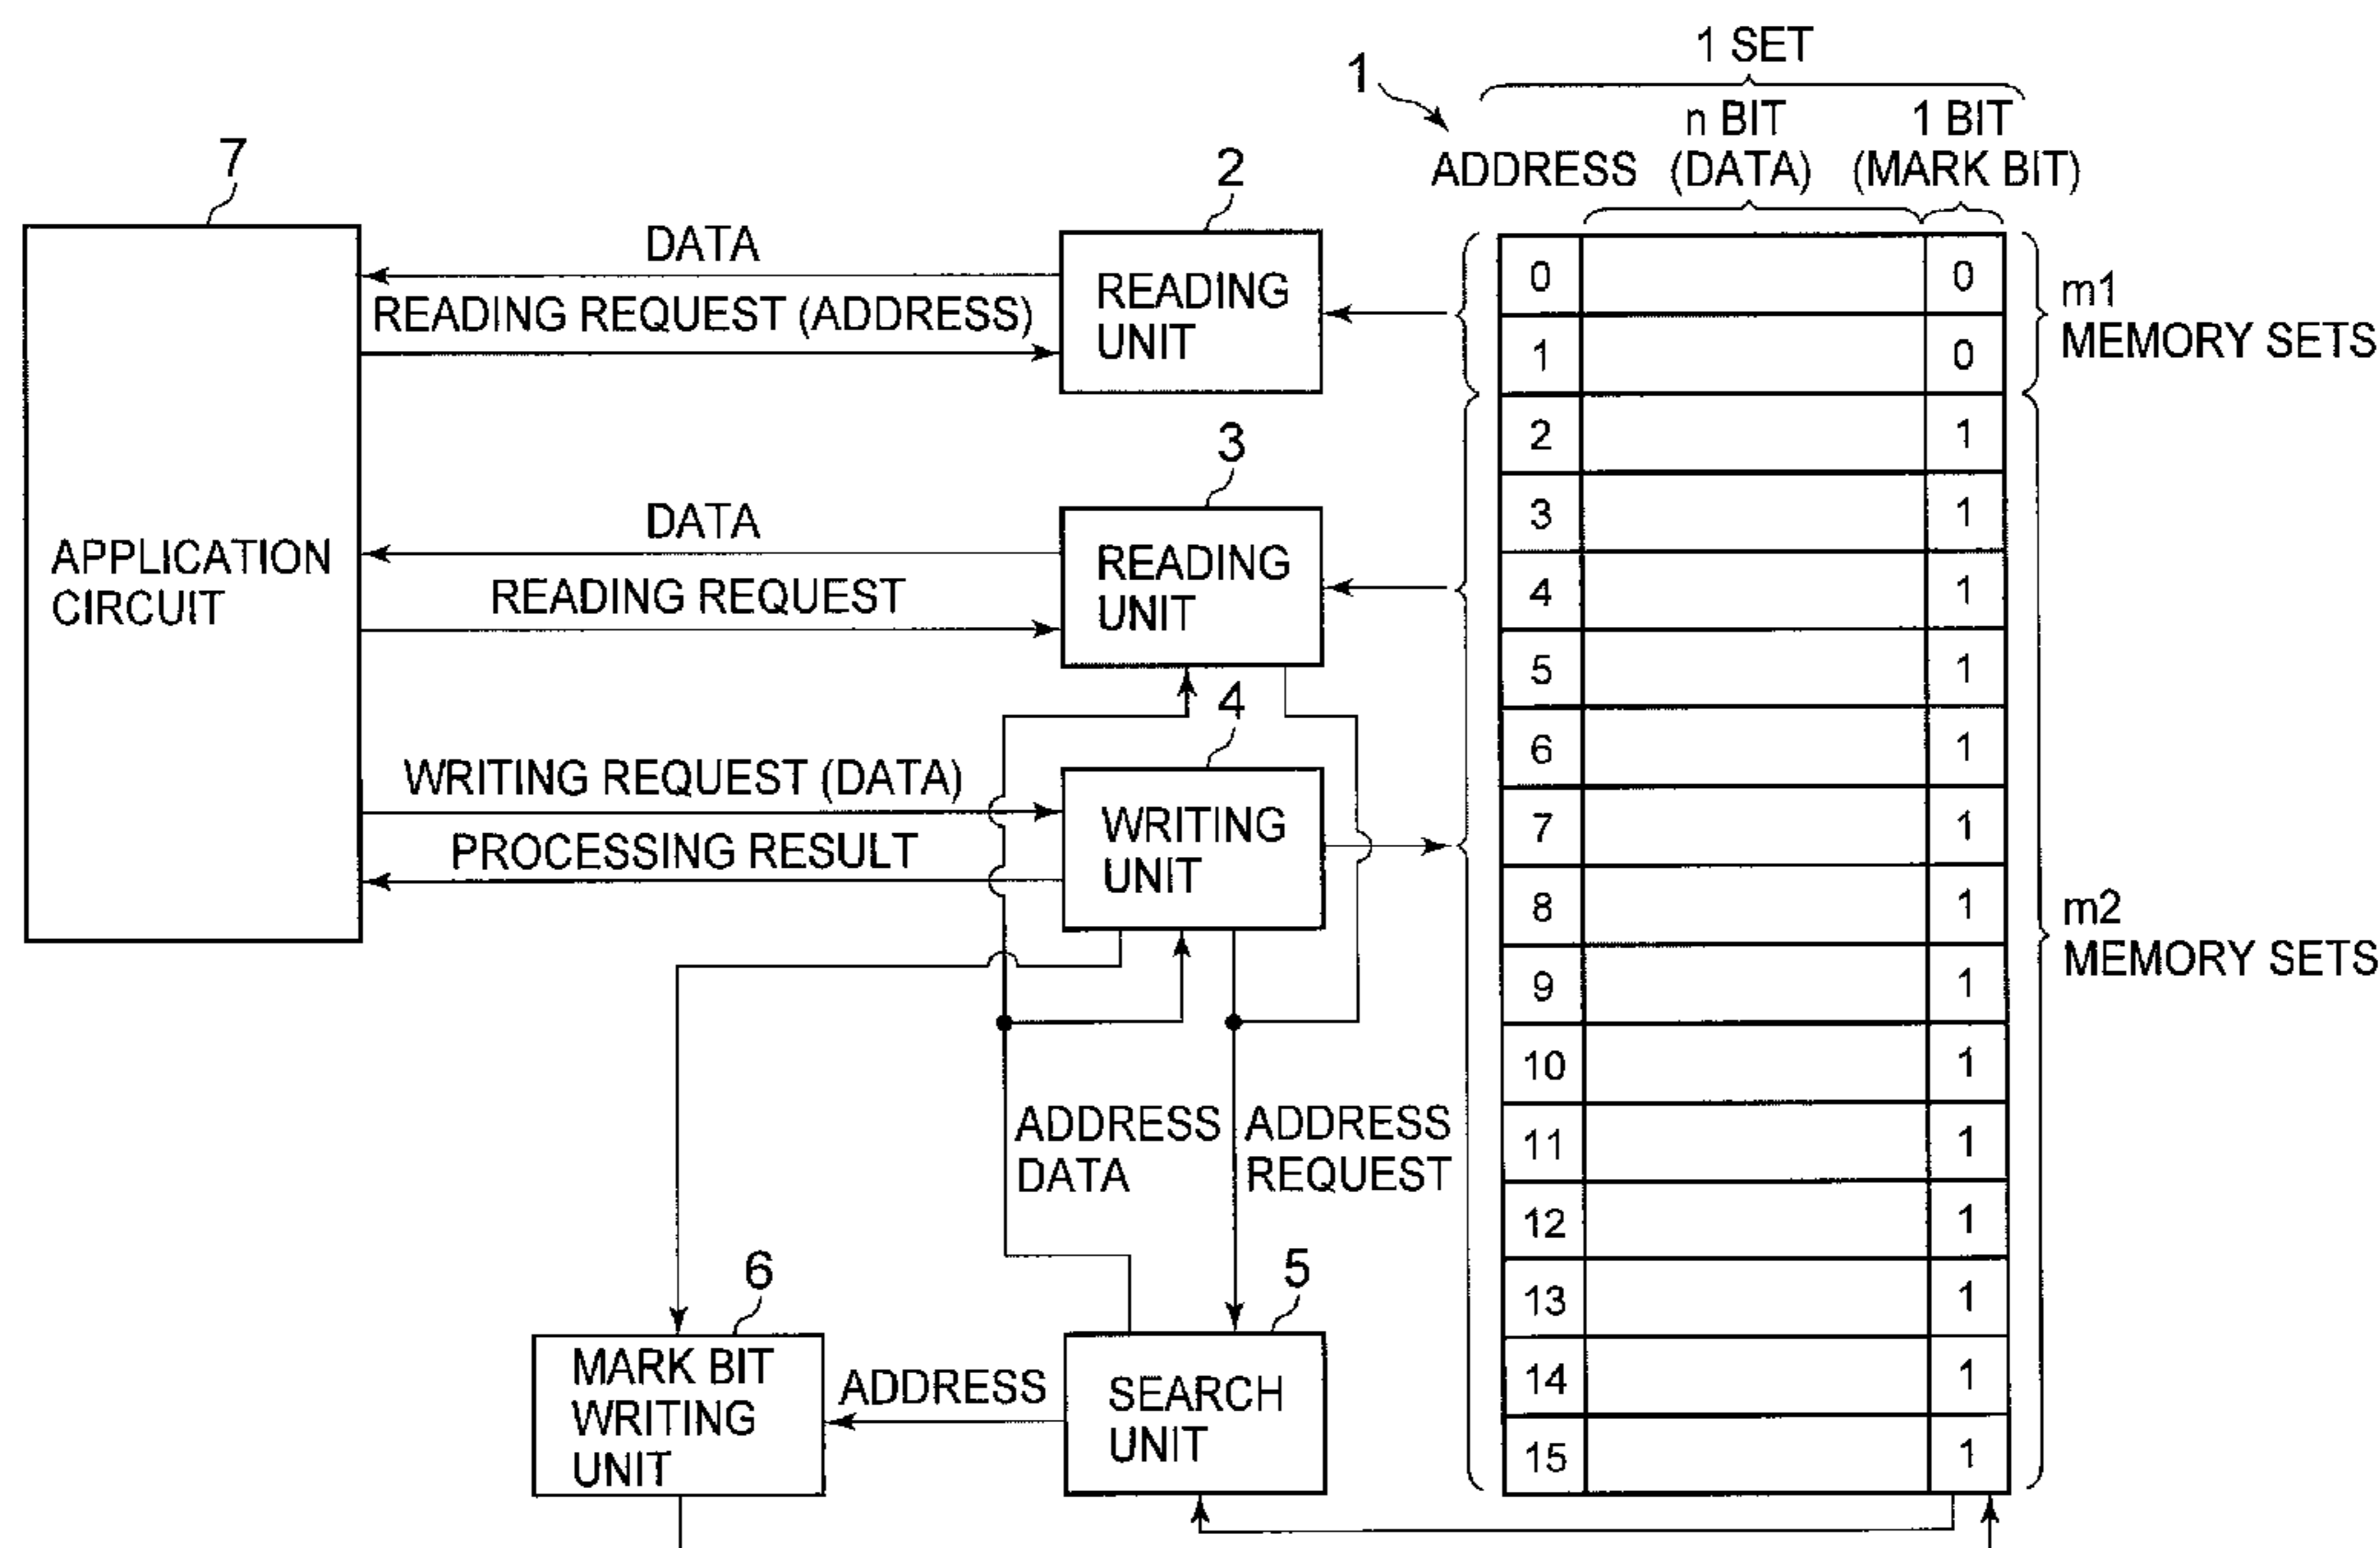 1 SET
1
n BIT 1 BIT
ADDRESS (DATA) (MARK BIT)
7
2
DATA
READING REQUEST (ADDRESS)
READING
UNIT
0 0
1 0
m1
MEMORY SETS
3
DATA
READING REQUEST
READING
UNIT
APPLICATION
CIRCUIT
2 1
3 1
4 1
5 1
6 1
7 1
8 1
9 1
10 1
11 1
12 1
13 1
14 1
15 1
m2
MEMORY SETS
4
WRITING REQUEST (DATA)
PROCESSING RESULT
WRITING
UNIT
ADDRESS
DATA
ADDRESS
REQUEST
6
MARK BIT
WRITING
UNIT
ADDRESS
5
SEARCH
UNIT